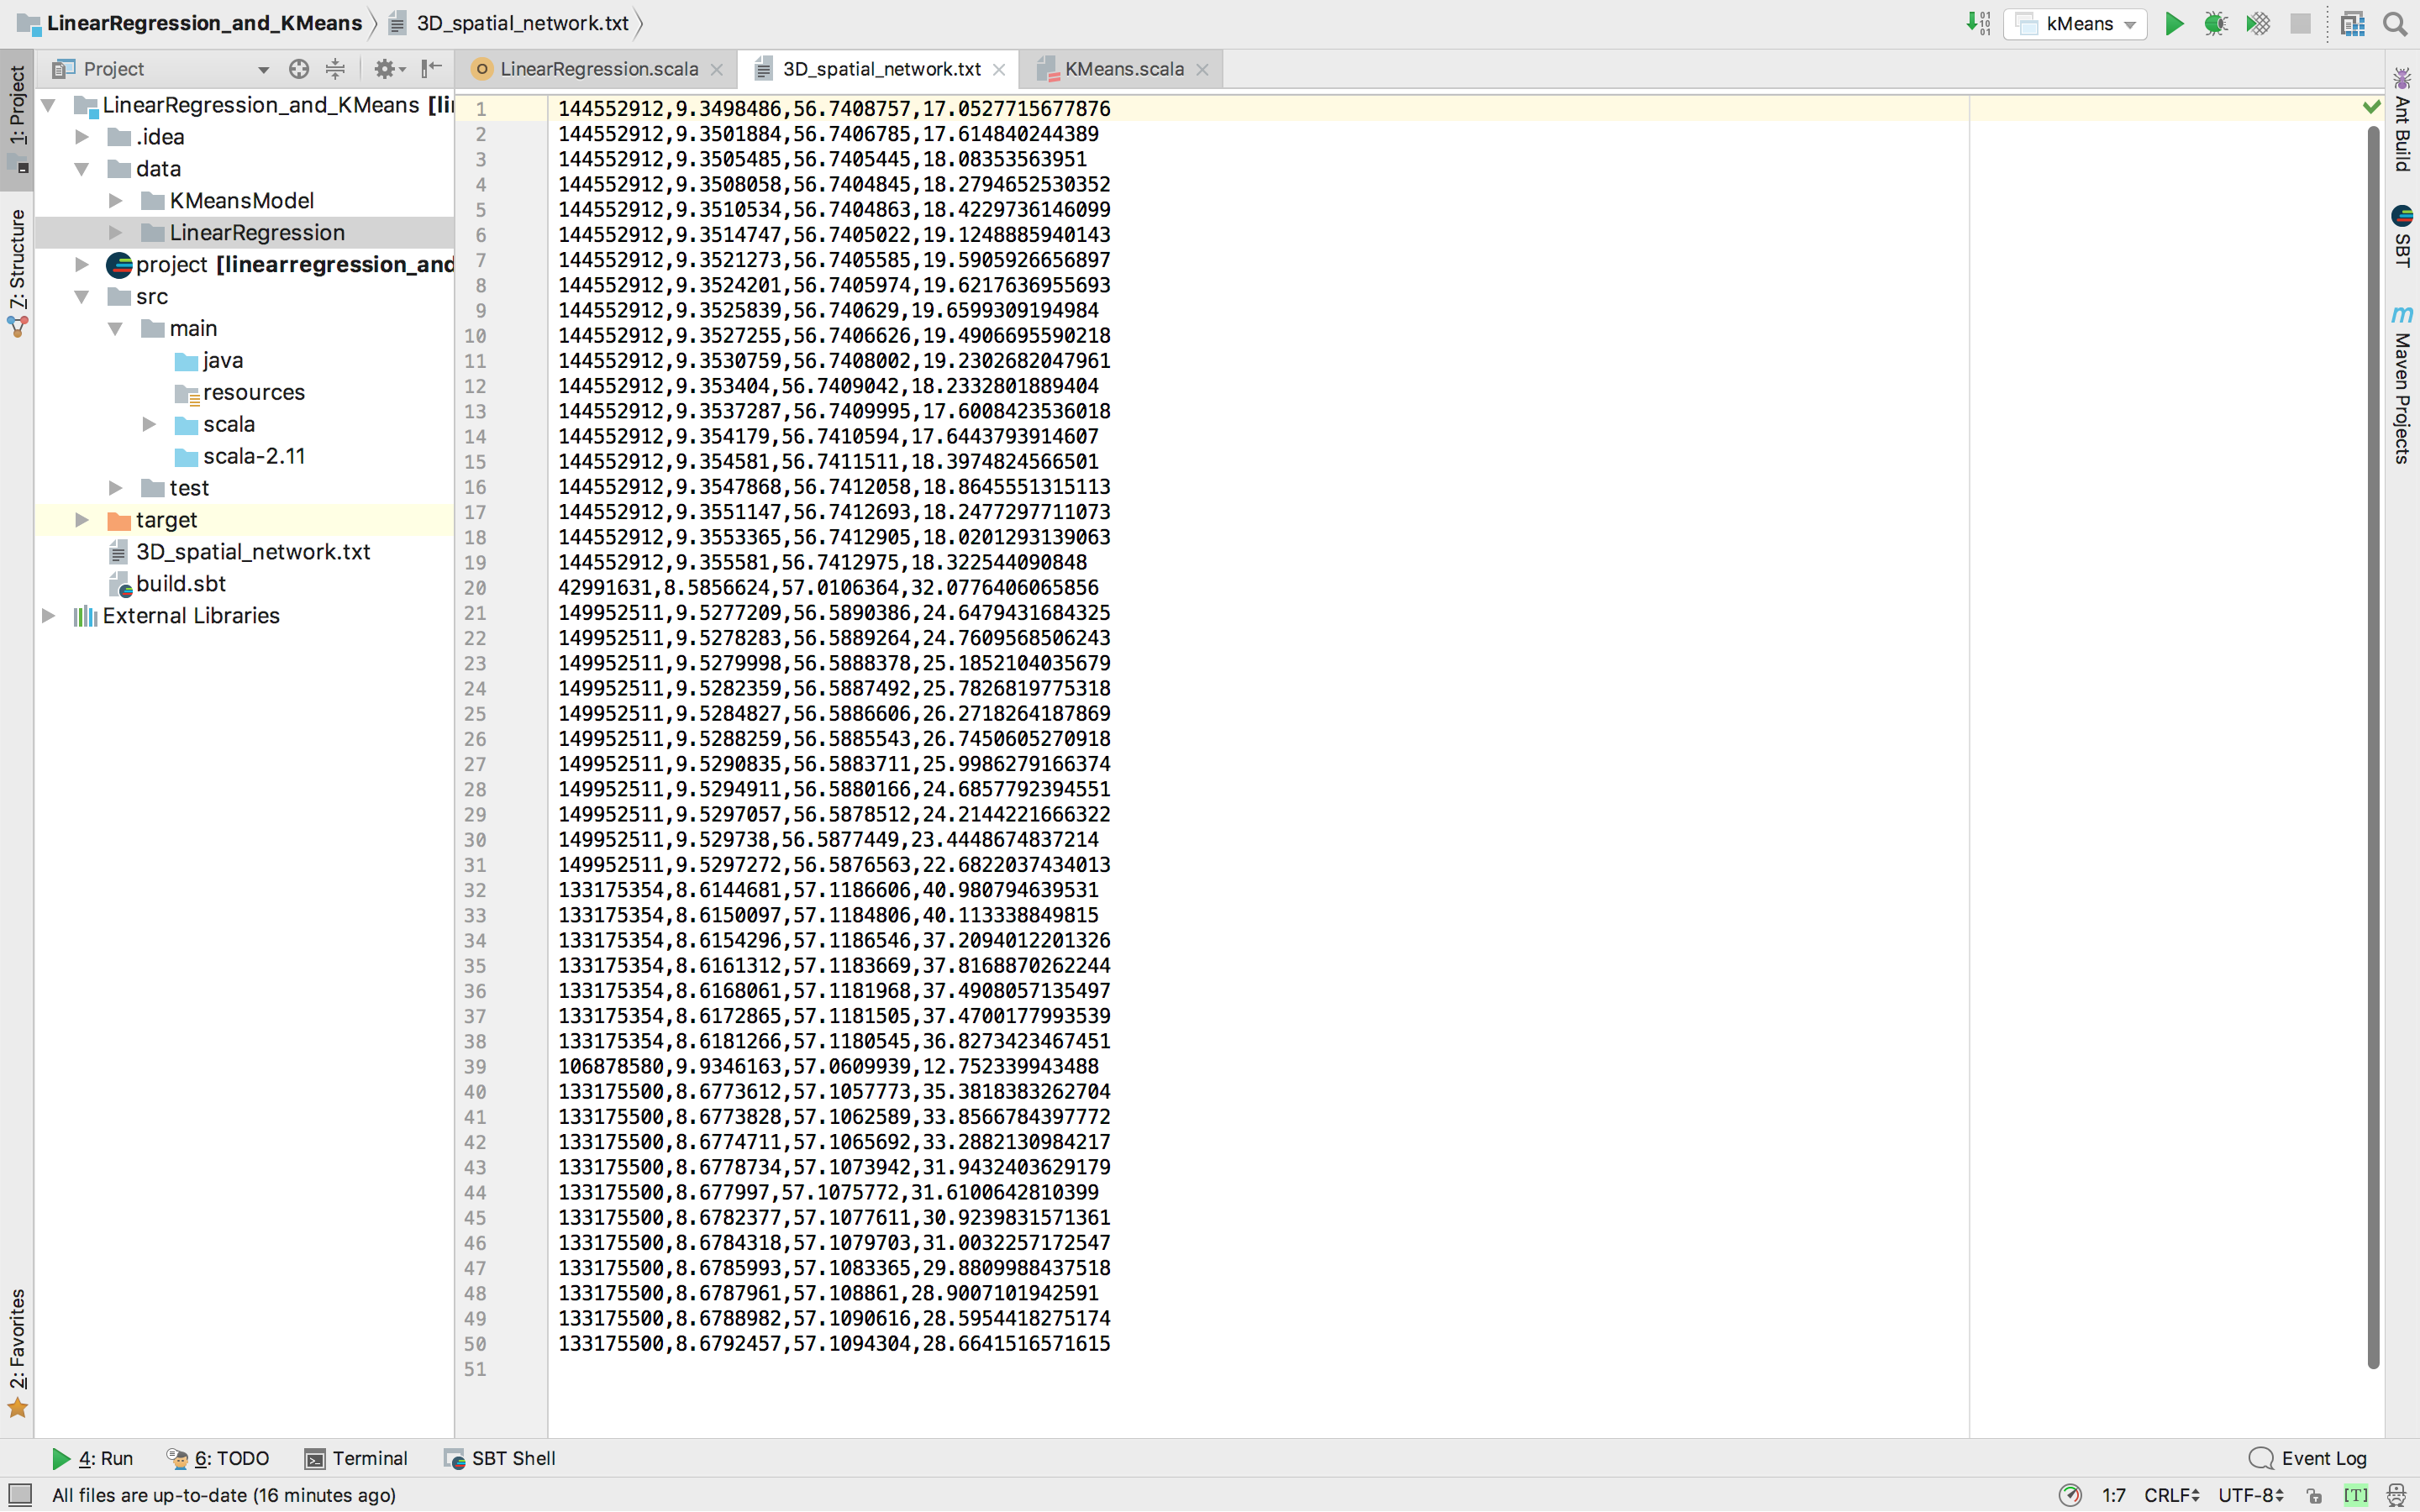 LinearRegression_and_KMeans 3D_spatial_network.txt kMeans
1: Project
7: Structure
2: Favorites
Project
LinearRegression_and_KMeans [li
.idea
data
KMeansModel
LinearRegression
project [linearregression_and
src
main
java
resources
scala
scala-2.11
test
target
3D_spatial_network.txt
build.sbt
External Libraries
LinearRegression.scala 3D_spatial_network.txt KMeans.scala
1 144552912,9.3498486,56.7408757,17.0527715677876
2 144552912,9.3501884,56.7406785,17.614840244389
3 144552912,9.3505485,56.7405445,18.08353563951
4 144552912,9.3508058,56.7404845,18.2794652530352
5 144552912,9.3510534,56.7404863,18.4229736146099
6 144552912,9.3514747,56.7405022,19.1248885940143
7 144552912,9.3521273,56.7405585,19.5905926656897
8 144552912,9.3524201,56.7405974,19.6217636955693
9 144552912,9.3525839,56.740629,19.6599309194984
10 144552912,9.3527255,56.7406626,19.4906695590218
11 144552912,9.3530759,56.7408002,19.2302682047961
12 144552912,9.353404,56.7409042,18.2332801889404
13 144552912,9.3537287,56.7409995,17.6008423536018
14 144552912,9.354179,56.7410594,17.6443793914607
15 144552912,9.354581,56.7411511,18.3974824566501
16 144552912,9.3547868,56.7412058,18.8645551315113
17 144552912,9.3551147,56.7412693,18.2477297711073
18 144552912,9.3553365,56.7412905,18.0201293139063
19 144552912,9.355581,56.7412975,18.322544090848
20 42991631,8.5856624,57.0106364,32.0776406065856
21 149952511,9.5277209,56.5890386,24.6479431684325
22 149952511,9.5278283,56.5889264,24.7609568506243
23 149952511,9.5279998,56.5888378,25.1852104035679
24 149952511,9.5282359,56.5887492,25.7826819775318
25 149952511,9.5284827,56.5886606,26.2718264187869
26 149952511,9.5288259,56.5885543,26.7450605270918
27 149952511,9.5290835,56.5883711,25.9986279166374
28 149952511,9.5294911,56.5880166,24.6857792394551
29 149952511,9.5297057,56.5878512,24.2144221666322
30 149952511,9.529738,56.5877449,23.4448674837214
31 149952511,9.5297272,56.5876563,22.6822037434013
32 133175354,8.6144681,57.1186606,40.980794639531
33 133175354,8.6150097,57.1184806,40.113338849815
34 133175354,8.6154296,57.1186546,37.2094012201326
35 133175354,8.6161312,57.1183669,37.8168870262244
36 133175354,8.6168061,57.1181968,37.4908057135497
37 133175354,8.6172865,57.1181505,37.4700177993539
38 133175354,8.6181266,57.1180545,36.8273423467451
39 106878580,9.9346163,57.0609939,12.752339943488
40 133175500,8.6773612,57.1057773,35.3818383262704
41 133175500,8.6773828,57.1062589,33.8566784397772
42 133175500,8.6774711,57.1065692,33.2882130984217
43 133175500,8.6778734,57.1073942,31.9432403629179
44 133175500,8.677997,57.1075772,31.6100642810399
45 133175500,8.6782377,57.1077611,30.9239831571361
46 133175500,8.6784318,57.1079703,31.0032257172547
47 133175500,8.6785993,57.1083365,29.8809988437518
48 133175500,8.6787961,57.108861,28.9007101942591
49 133175500,8.6788982,57.1090616,28.5954418275174
50 133175500,8.6792457,57.1094304,28.6641516571615
51
Ant Build
SBT
m Maven Projects
4: Run 6: TODO Terminal SBT Shell Event Log
All files are up-to-date (16 minutes ago) 1:7 CRLF UTF-8 [T]